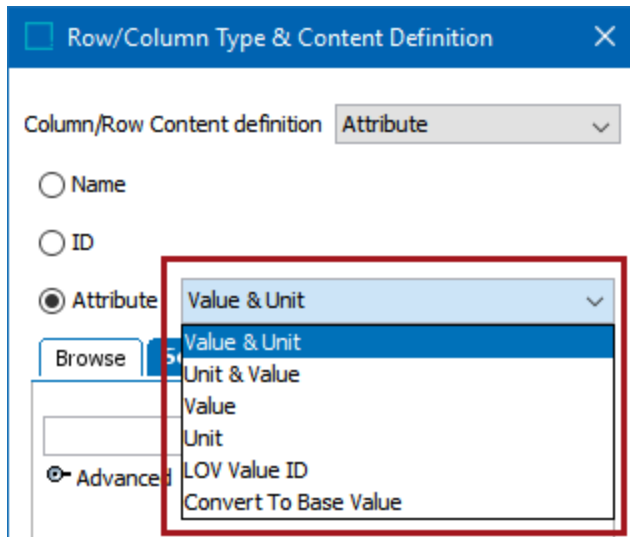 Row/Column Type & Content Definition
Column/Row Content definition Attribute
Name
ID
Attribute Value & Unit
Browse
Value & Unit
Unit & Value
Value
Unit
LOV Value ID
Advanced
Convert To Base Value